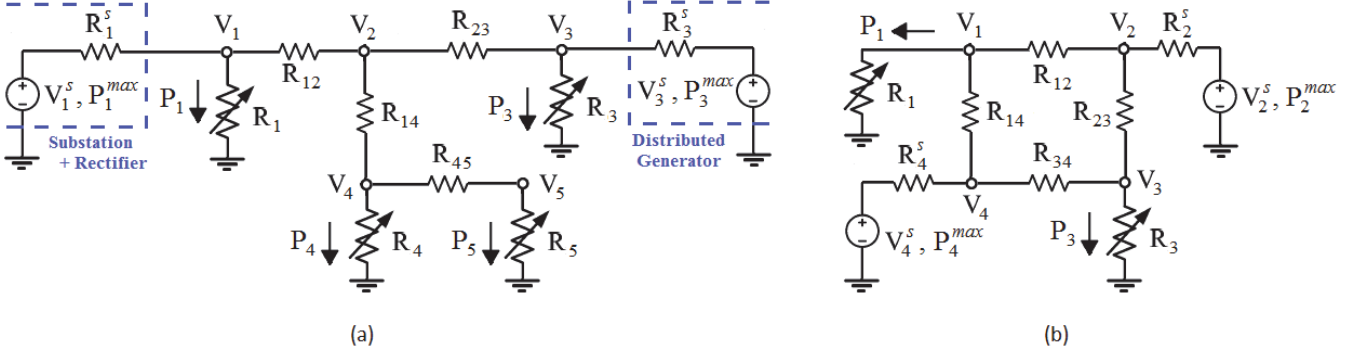 R₁ˢ
V₁
V₂
R₂₃
V₃
R₃ˢ
R₁₂
V₁ˢ , P₁ᵐᵃˣ
P₁
R₁
R₁₄
P₃
R₃
V₃ˢ , P₃ᵐᵃˣ
Substation
+ Rectifier
Distributed
Generator
R₄₅
V₄
V₅
P₄
R₄
P₅
R₅
(a)
P₁
V₁
V₂
R₂ˢ
R₁₂
R₁
V₂ˢ , P₂ᵐᵃˣ
R₁₄
R₂₃
R₄ˢ
R₃₄
V₃
V₄
V₄ˢ , P₄ᵐᵃˣ
P₃
R₃
(b)